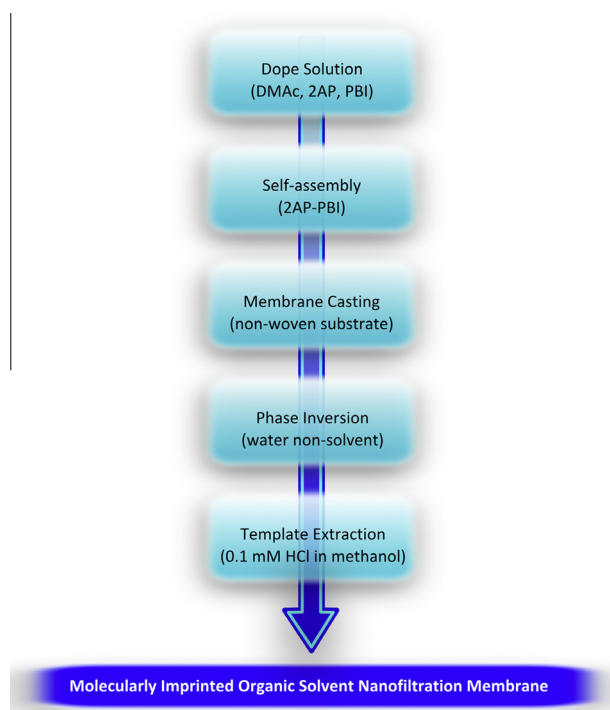 Dope Solution
(DMAc, 2AP, PBI)
Self-assembly
(2AP-PBI)
Membrane Casting
(non-woven substrate)
Phase Inversion
(water non-solvent)
Template Extraction
(0.1 mM HCl in methanol)
Molecularly Imprinted Organic Solvent Nanofiltration Membrane